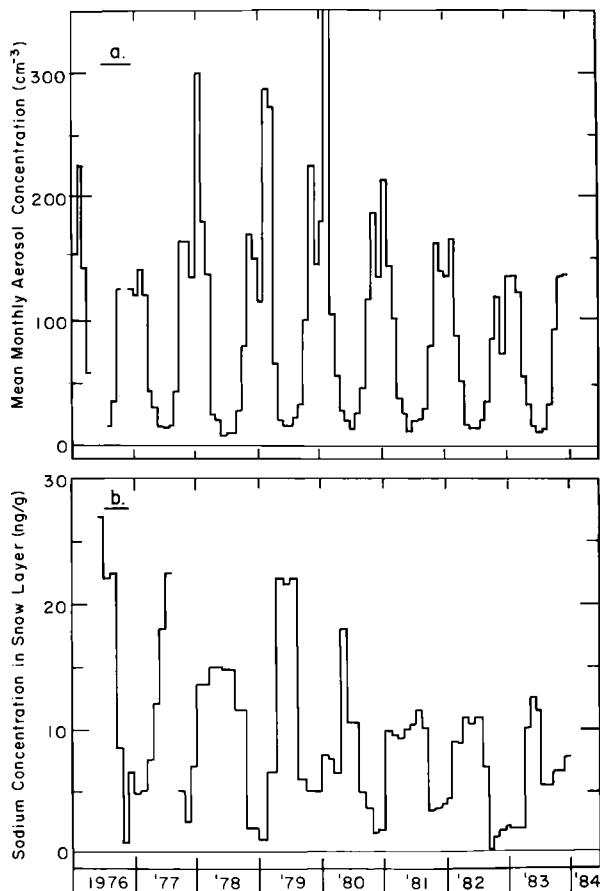 a.
Mean Monthly Aerosol Concentration (cm⁻³)
300
200
100
0
b.
Sodium Concentration in Snow Layer (ng/g)
30
20
10
0
1976 '77 '78 '79 '80 '81 '82 '83 '84